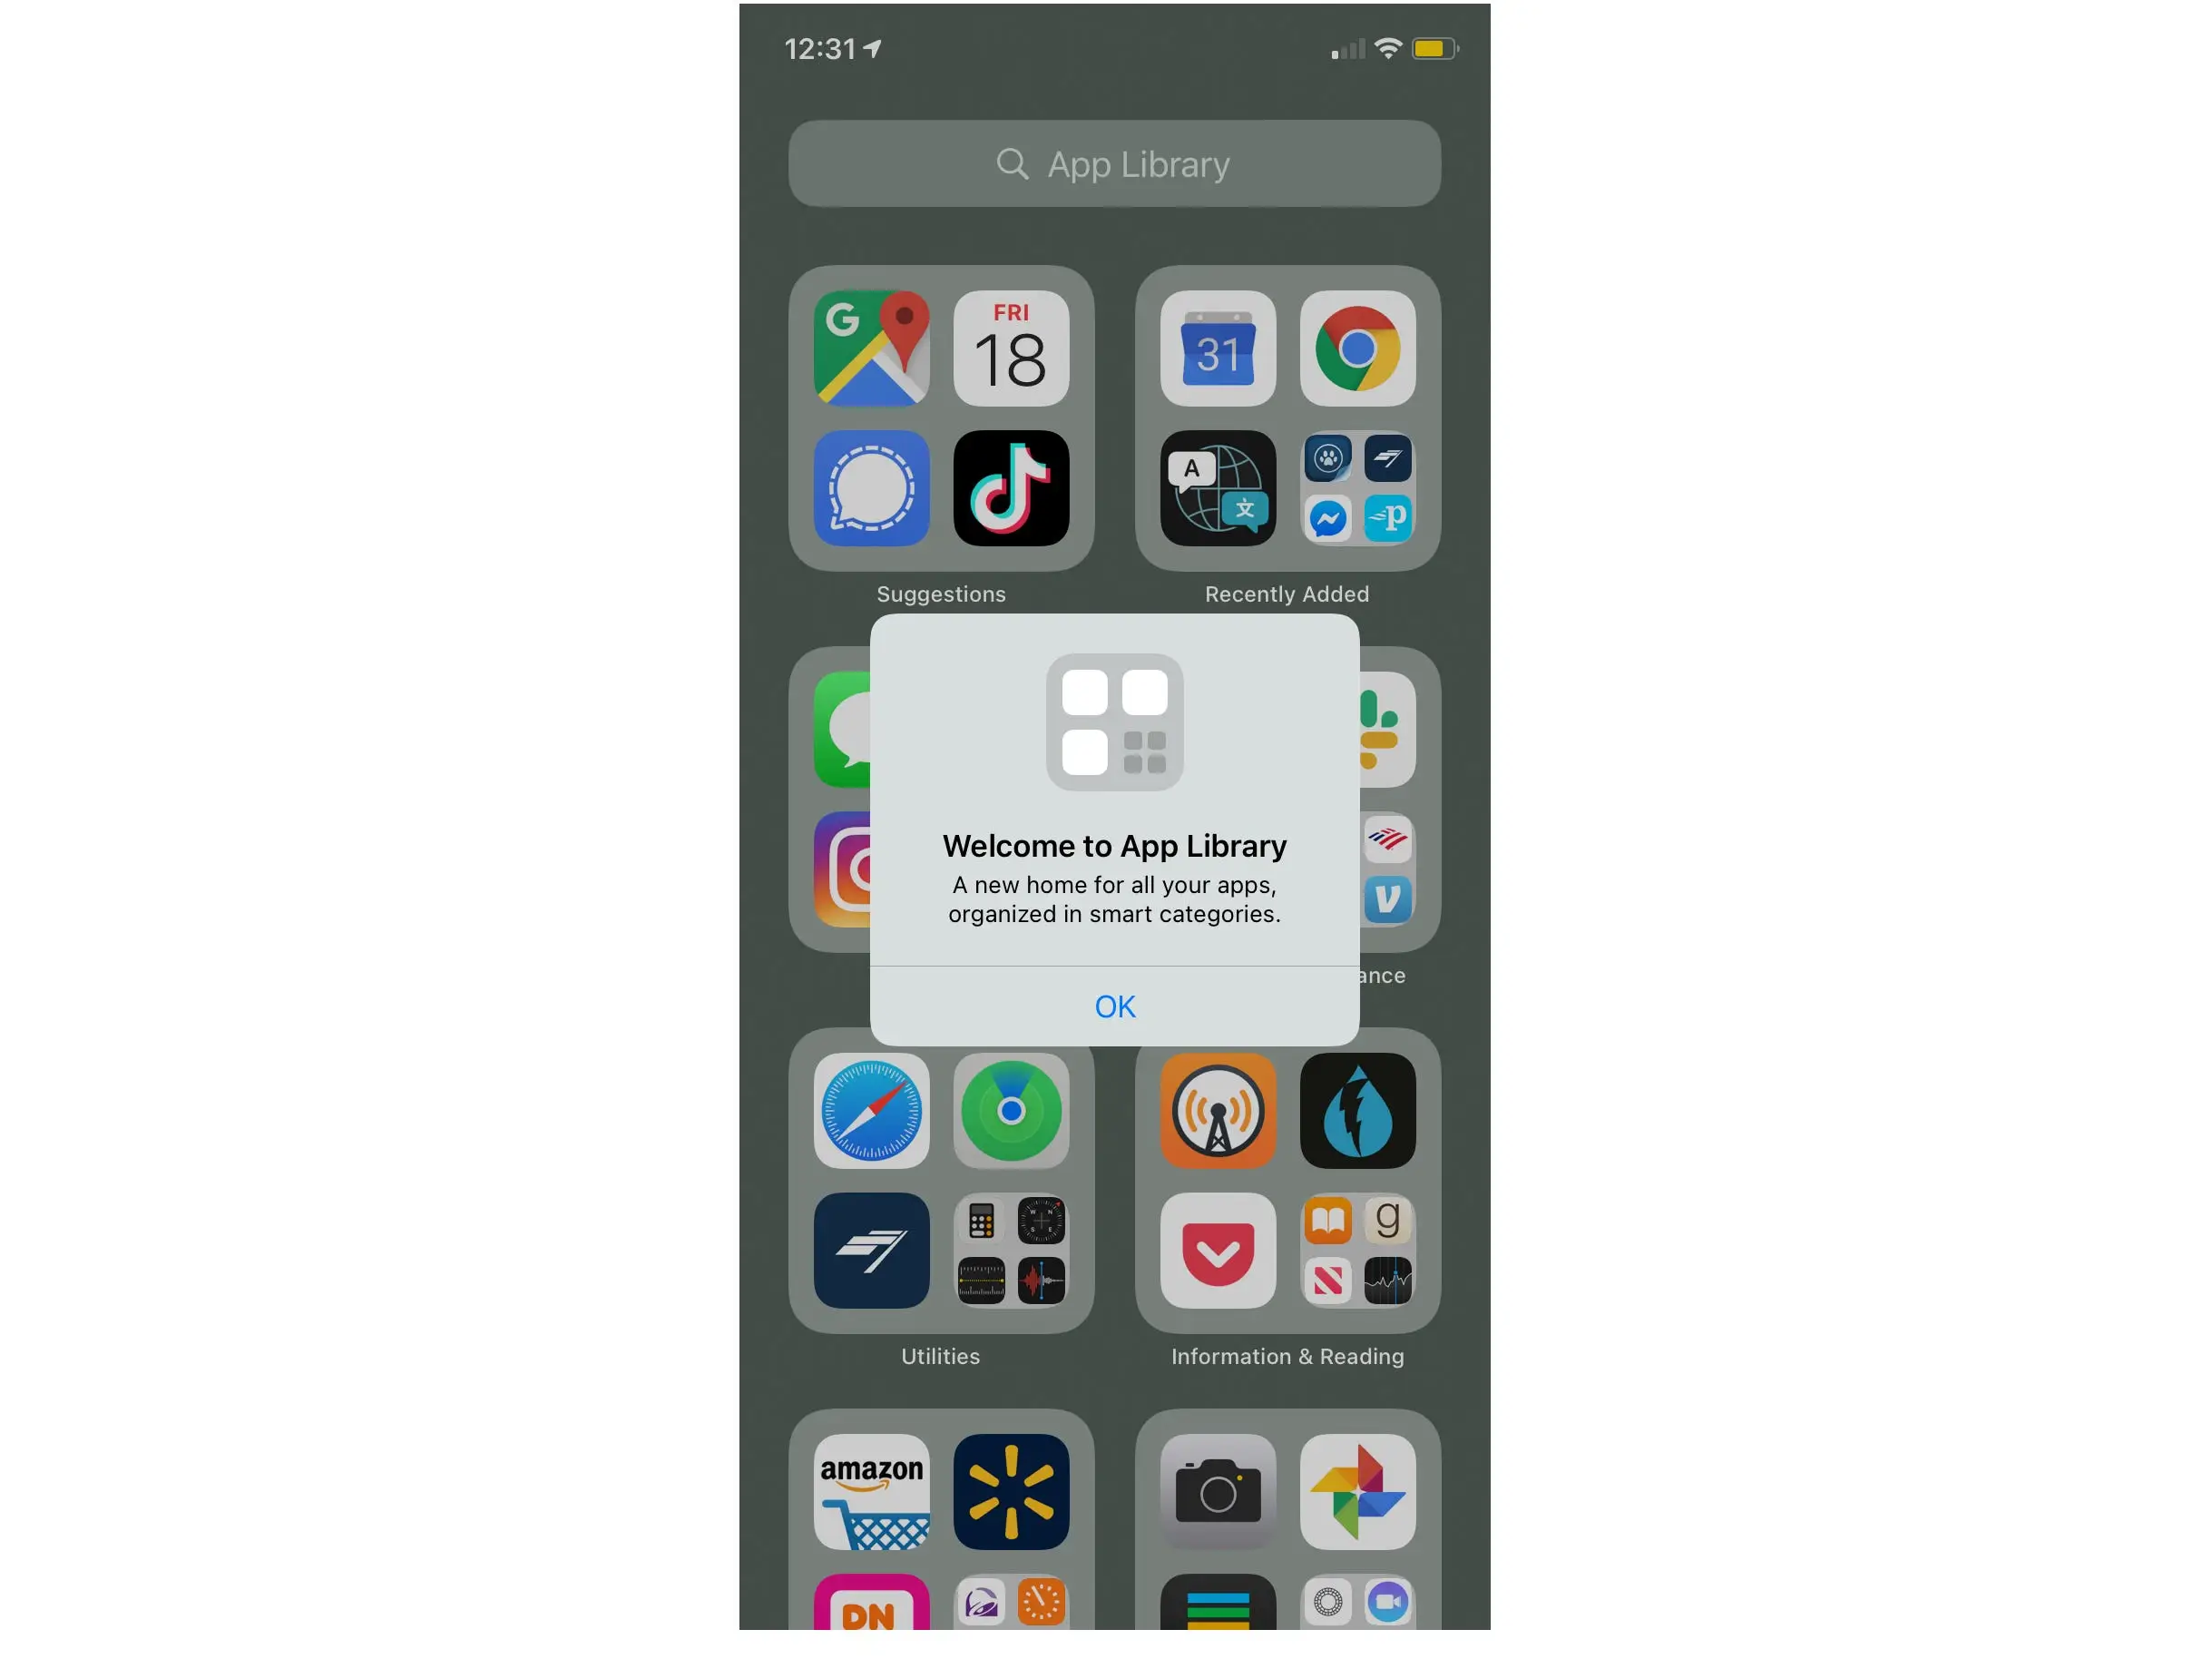 12:31
App Library
FRI
18
31
A
文
Suggestions
Recently Added
Welcome to App Library
A new home for all your apps,
organized in smart categories.
ance
OK
Utilities
Information & Reading
amazon
DN